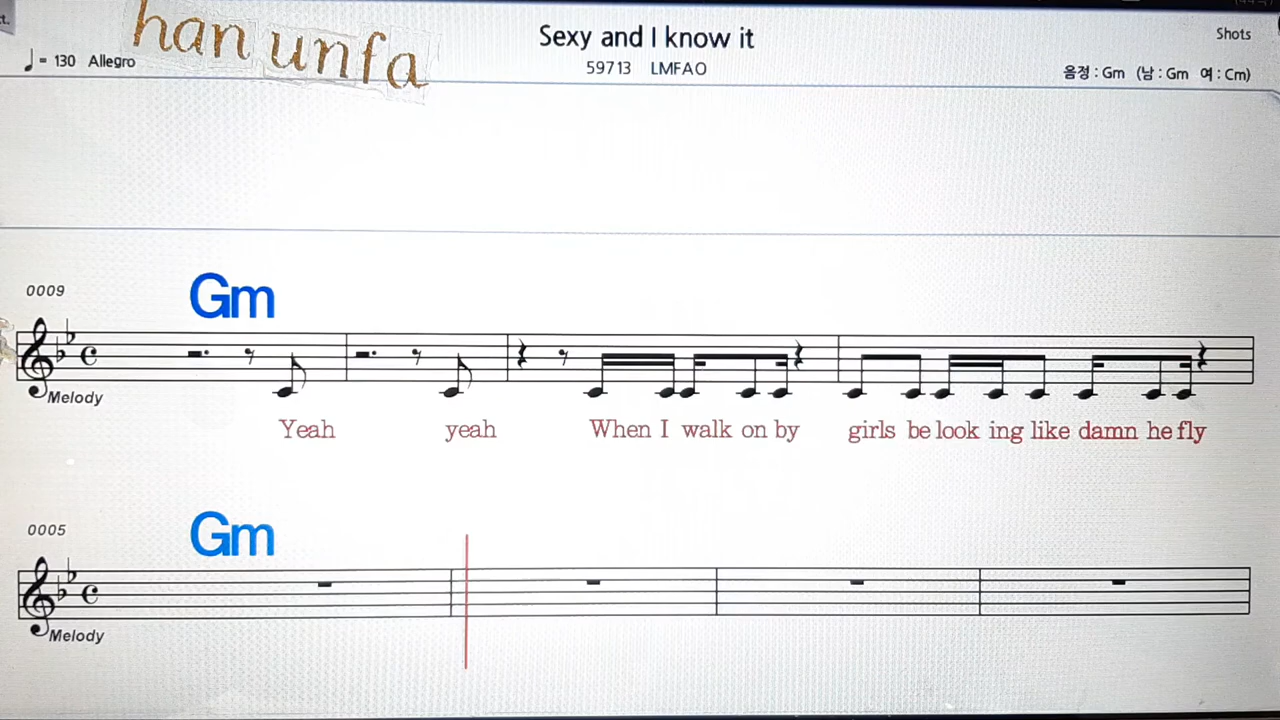 t.
han unfa
Sexy and I know it
Shots
♩ = 130 Allegro
59713 LMFAO
음정 : Gm (남 : Gm 여 : Cm)
0009
Gm
Melody
Yeah yeah When I walk on by girls be look ing like damn he fly
0005
Gm
Melody